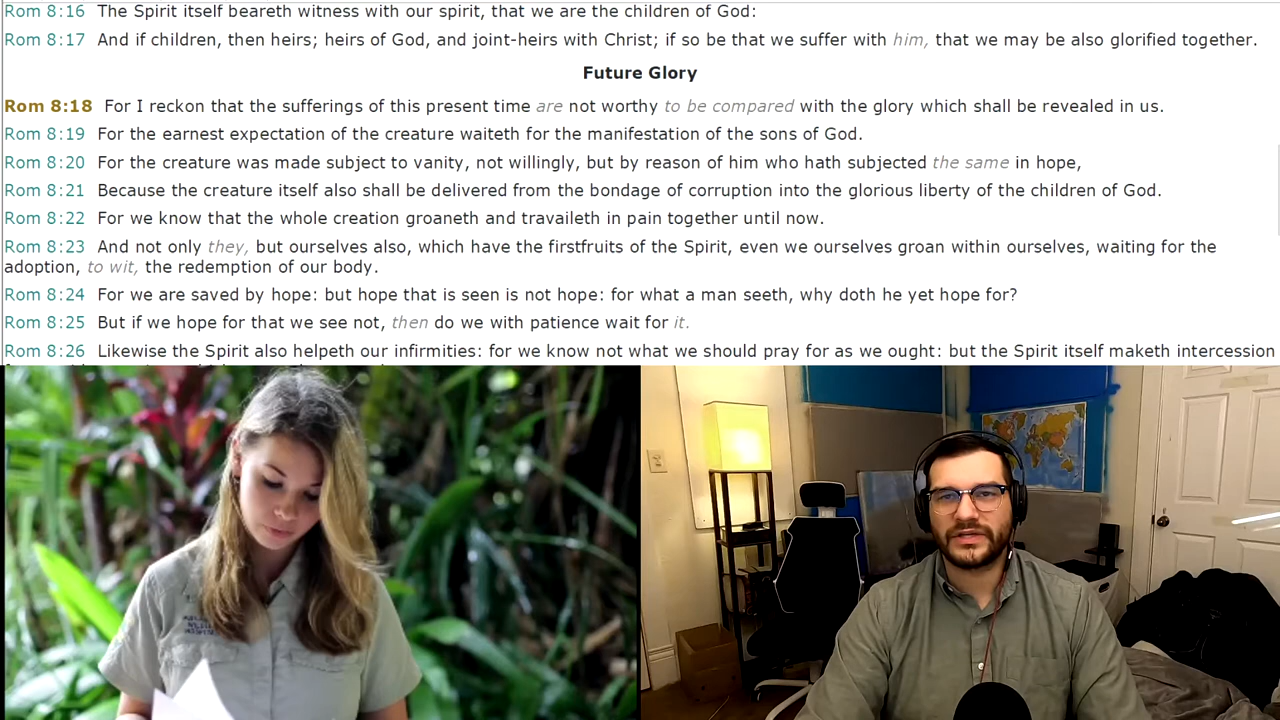 Rom 8:16 The Spirit itself beareth witness with our spirit, that we are the children of God:
Rom 8:17 And if children, then heirs; heirs of God, and joint-heirs with Christ; if so be that we suffer with him, that we may be also glorified together.
Future Glory
Rom 8:18 For I reckon that the sufferings of this present time are not worthy to be compared with the glory which shall be revealed in us.
Rom 8:19 For the earnest expectation of the creature waiteth for the manifestation of the sons of God.
Rom 8:20 For the creature was made subject to vanity, not willingly, but by reason of him who hath subjected the same in hope,
Rom 8:21 Because the creature itself also shall be delivered from the bondage of corruption into the glorious liberty of the children of God.
Rom 8:22 For we know that the whole creation groaneth and travaileth in pain together until now.
Rom 8:23 And not only they, but ourselves also, which have the firstfruits of the Spirit, even we ourselves groan within ourselves, waiting for the
adoption, to wit, the redemption of our body.
Rom 8:24 For we are saved by hope: but hope that is seen is not hope: for what a man seeth, why doth he yet hope for?
Rom 8:25 But if we hope for that we see not, then do we with patience wait for it.
Rom 8:26 Likewise the Spirit also helpeth our infirmities: for we know not what we should pray for as we ought: but the Spirit itself maketh intercession